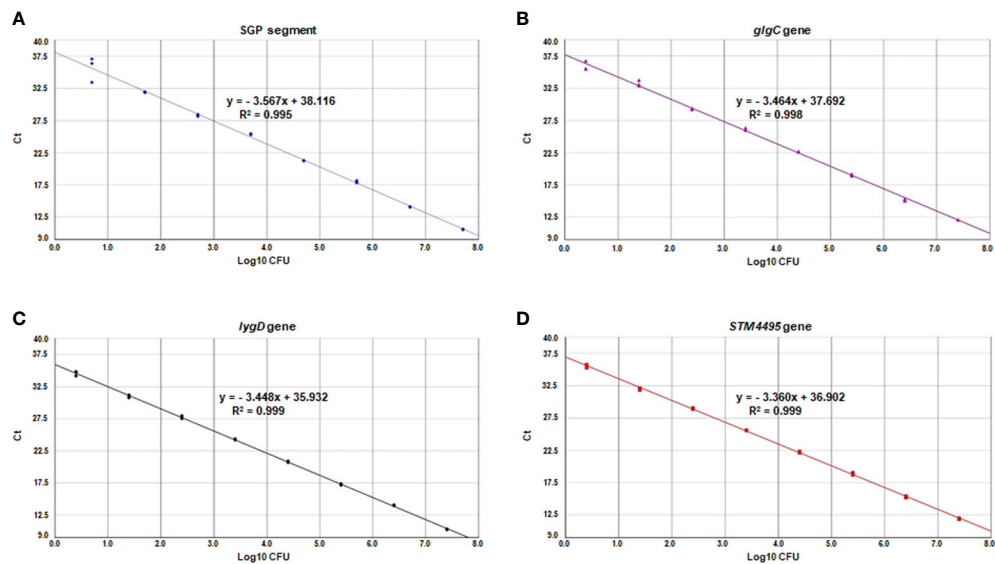 A
SGP segment
40.0
37.5
32.5
27.5
22.5
17.5
12.5
9.0
Ct
y = - 3.567x + 38.116
R² = 0.995
0.0 1.0 2.0 3.0 4.0 5.0 6.0 7.0 8.0
Log10 CFU
B
glgC gene
40.0
37.5
32.5
27.5
22.5
17.5
12.5
9.0
Ct
y = - 3.464x + 37.692
R² = 0.998
0.0 1.0 2.0 3.0 4.0 5.0 6.0 7.0 8.0
Log10 CFU
C
lygD gene
40.0
37.5
32.5
27.5
22.5
17.5
12.5
9.0
Ct
y = - 3.448x + 35.932
R² = 0.999
0.0 1.0 2.0 3.0 4.0 5.0 6.0 7.0 8.0
Log10 CFU
D
STM4495 gene
40.0
37.5
32.5
27.5
22.5
17.5
12.5
9.0
Ct
y = - 3.360x + 36.902
R² = 0.999
0.0 1.0 2.0 3.0 4.0 5.0 6.0 7.0 8.0
Log10 CFU